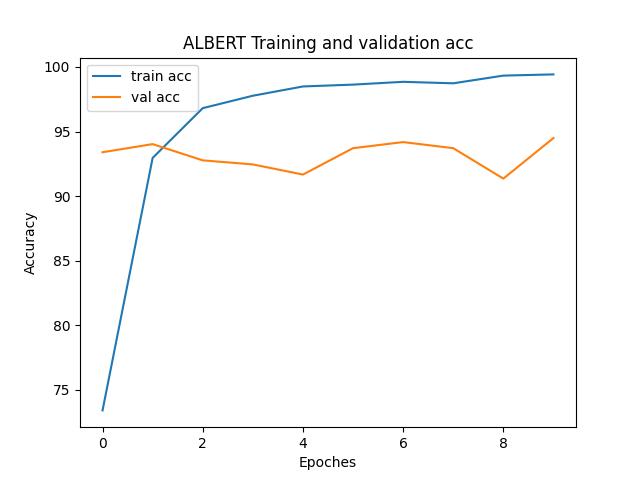 ALBERT Training and validation acc
100
95
90
85
80
75
train acc
val acc
Accuracy
0
2
4
6
8
Epoches